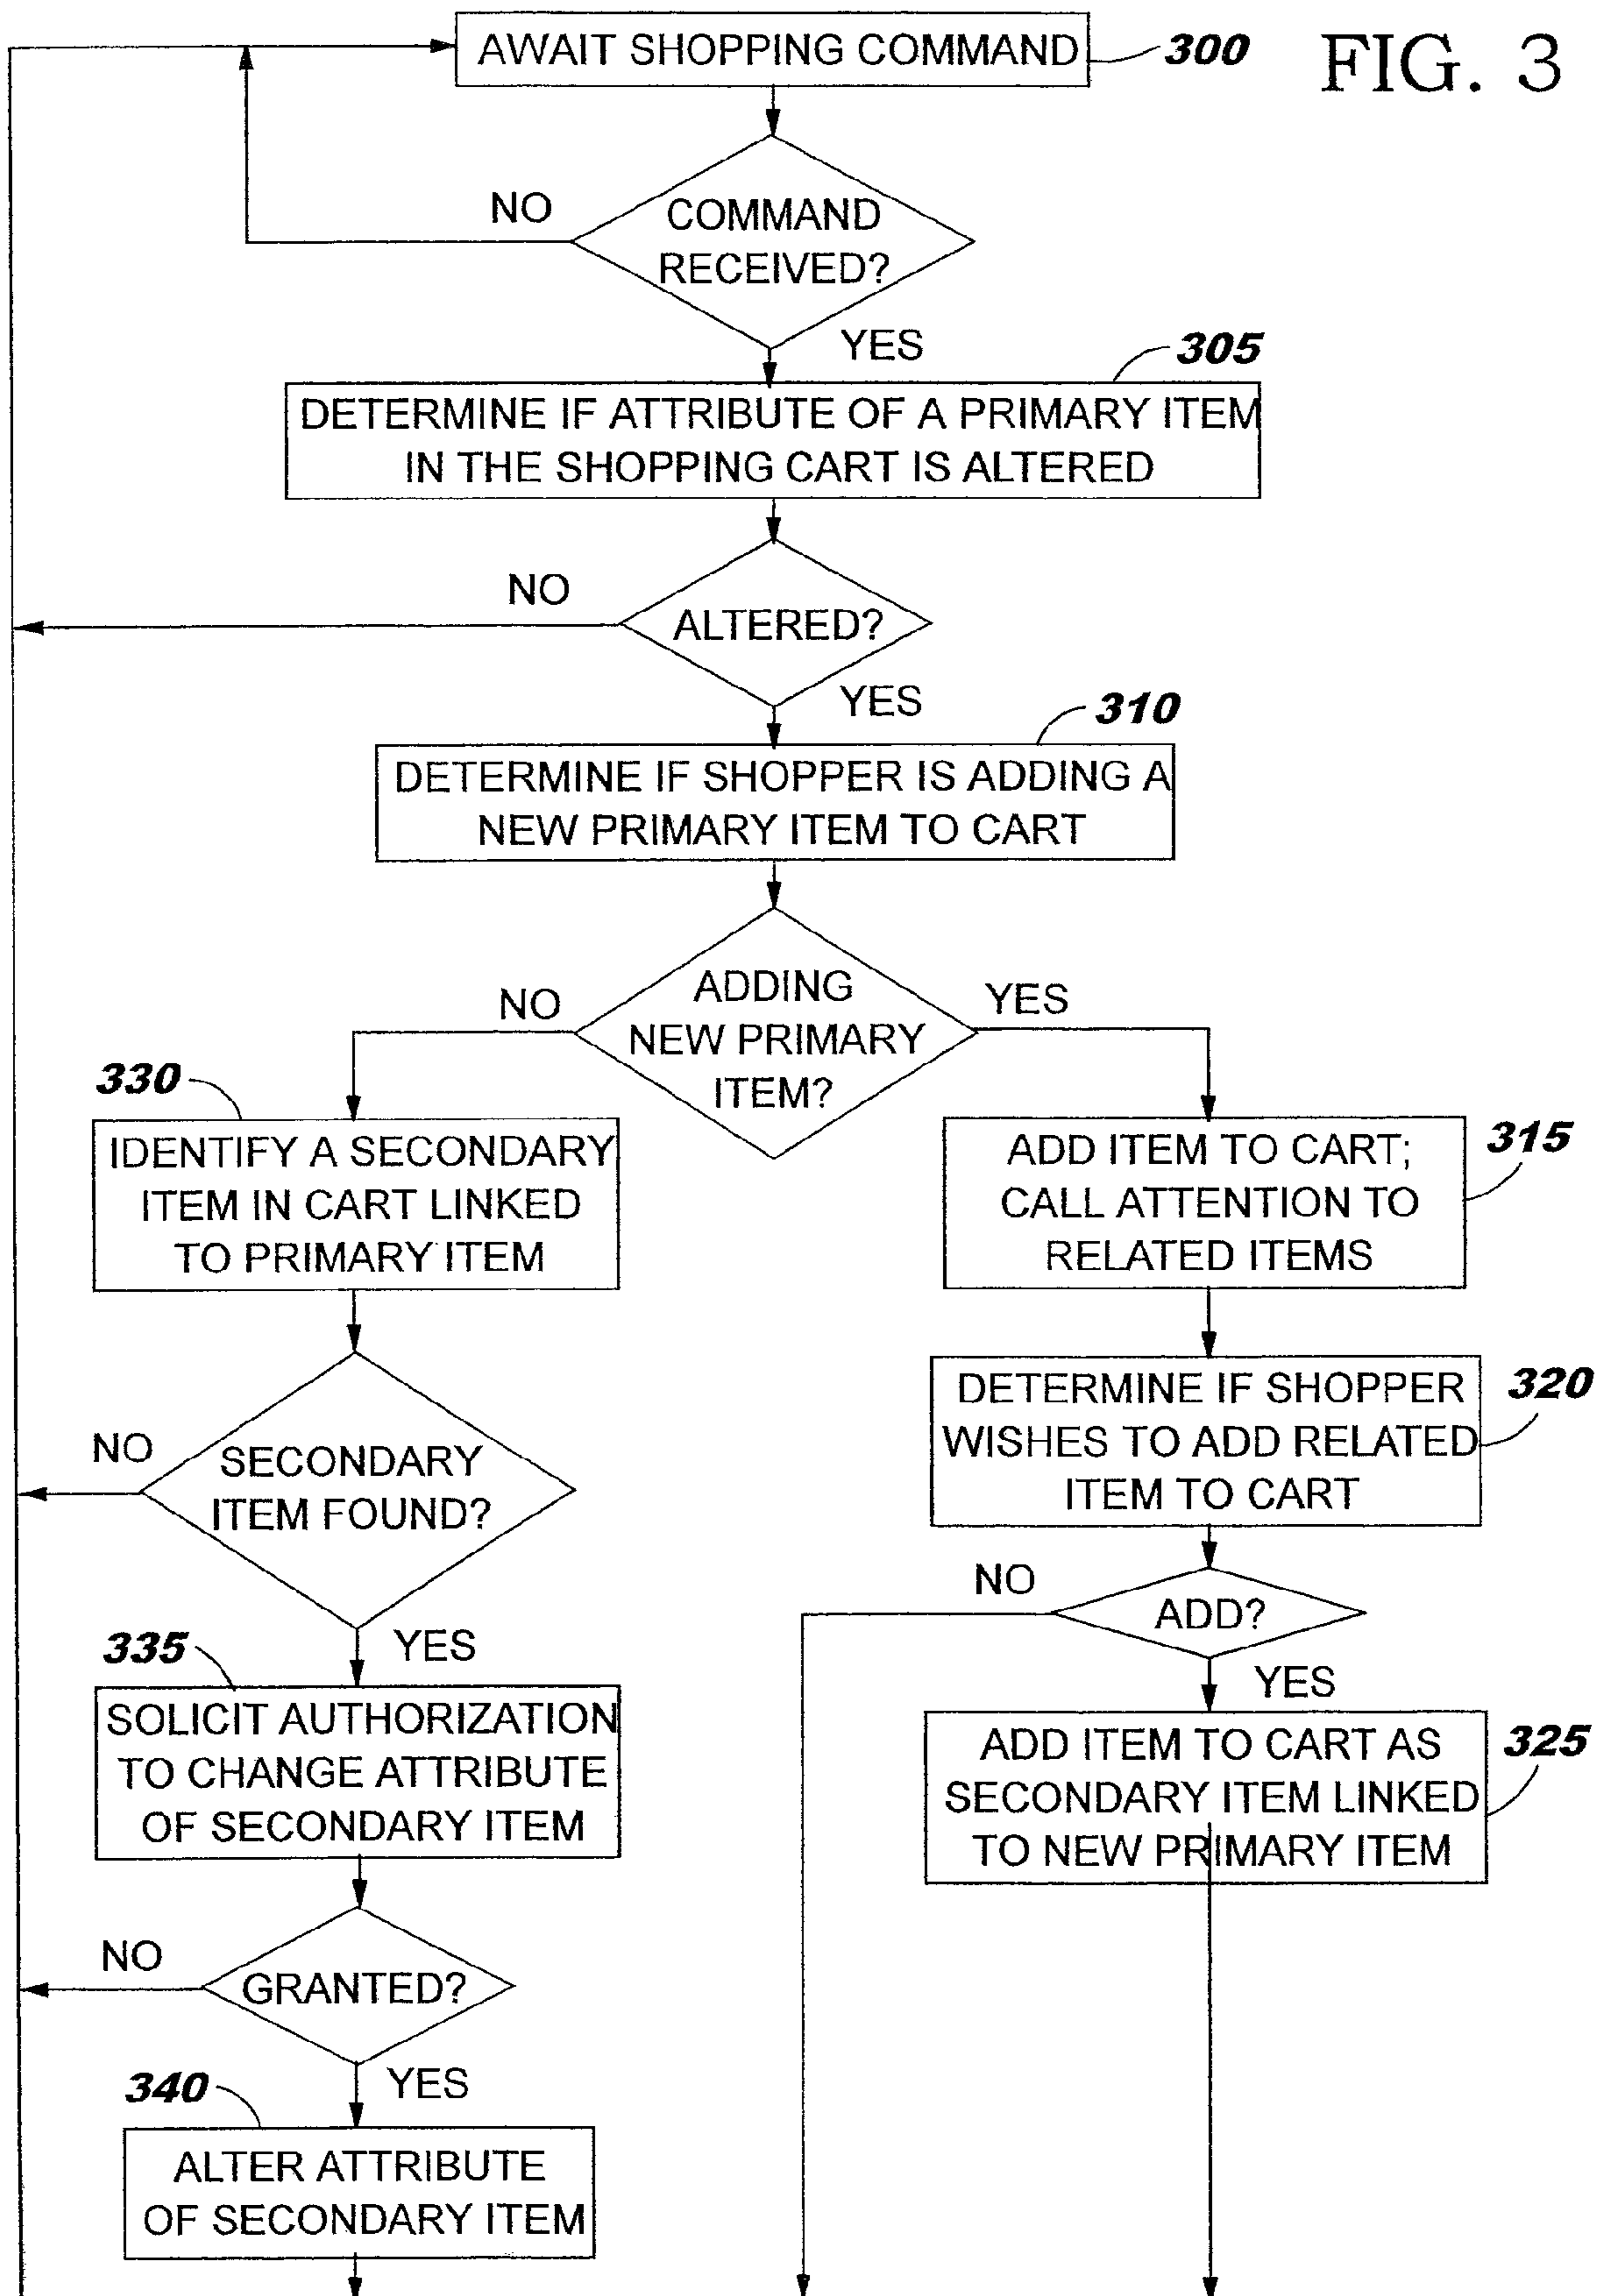 AWAIT SHOPPING COMMAND
300
FIG. 3
NO
COMMAND
RECEIVED?
YES
305
DETERMINE IF ATTRIBUTE OF A PRIMARY ITEM
IN THE SHOPPING CART IS ALTERED
NO
ALTERED?
YES
310
DETERMINE IF SHOPPER IS ADDING A
NEW PRIMARY ITEM TO CART
NO
ADDING
NEW PRIMARY
ITEM?
YES
330
IDENTIFY A SECONDARY
ITEM IN CART LINKED
TO PRIMARY ITEM
ADD ITEM TO CART;
CALL ATTENTION TO
RELATED ITEMS
315
DETERMINE IF SHOPPER
WISHES TO ADD RELATED
ITEM TO CART
320
NO
SECONDARY
ITEM FOUND?
YES
NO
ADD?
YES
335
SOLICIT AUTHORIZATION
TO CHANGE ATTRIBUTE
OF SECONDARY ITEM
ADD ITEM TO CART AS
SECONDARY ITEM LINKED
TO NEW PRIMARY ITEM
325
NO
GRANTED?
YES
340
ALTER ATTRIBUTE
OF SECONDARY ITEM